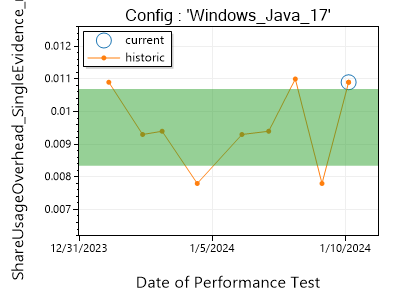 Config : 'Windows_Java_17'
current
historic
0.012
0.011
0.01
0.009
0.008
0.007
12/31/2023
1/5/2024
1/10/2024
Date of Performance Test
ShareUsageOverhead_SingleEvidence_